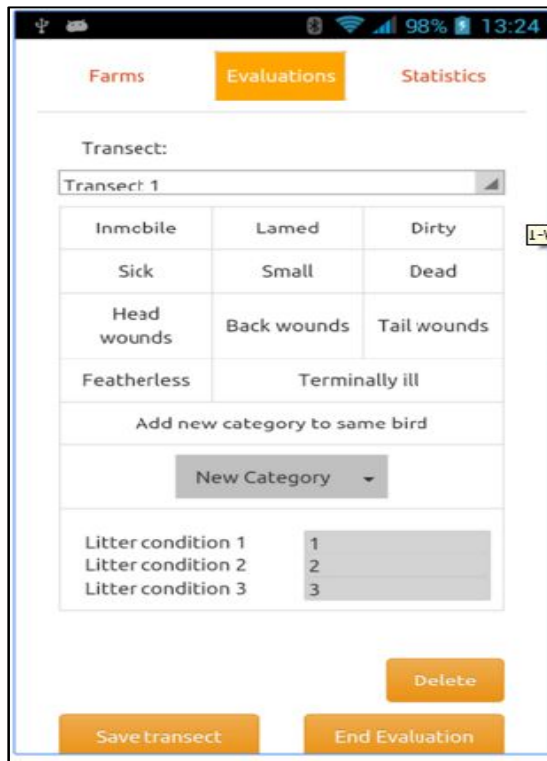 98% 13:24
Farms Evaluations Statistics
Transect:
Transect 1
Inmobile Lamed Dirty
Sick Small Dead
Head wounds Back wounds Tail wounds
Featherless Terminally ill
Add new category to same bird
New Category
Litter condition 1 1
Litter condition 2 2
Litter condition 3 3
Delete
Save transect End Evaluation